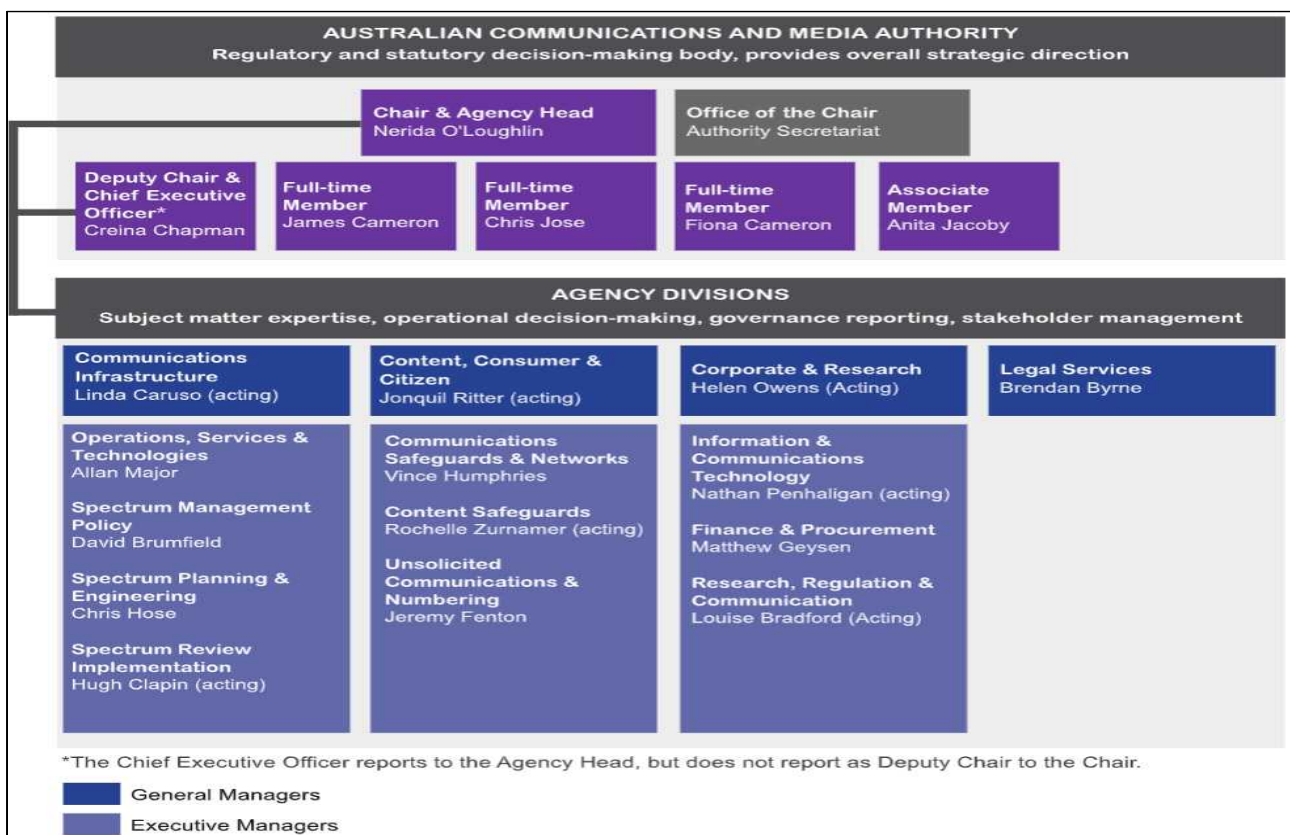 AUSTRALIAN COMMUNICATIONS AND MEDIA AUTHORITY
Regulatory and statutory decision-making body, provides overall strategic direction
Chair & Agency Head
Nerida O'Loughlin
Office of the Chair
Authority Secretariat
Deputy Chair &
Chief Executive
Officer*
Creina Chapman
Full-time
Member
James Cameron
Full-time
Member
Chris Jose
Full-time
Member
Fiona Cameron
Associate
Member
Anita Jacoby
AGENCY DIVISIONS
Subject matter expertise, operational decision-making, governance reporting, stakeholder management
Communications
Infrastructure
Linda Caruso (acting)
Content, Consumer &
Citizen
Jonquil Ritter (acting)
Corporate & Research
Helen Owens (Acting)
Legal Services
Brendan Byrne
Operations, Services &
Technologies
Allan Major
Spectrum Management
Policy
David Brumfield
Spectrum Planning &
Engineering
Chris Hose
Spectrum Review
Implementation
Hugh Clapin (acting)
Communications
Safeguards & Networks
Vince Humphries
Content Safeguards
Rochelle Zurnamer (acting)
Unsolicited
Communications &
Numbering
Jeremy Fenton
Information &
Communications
Technology
Nathan Penhaligan (acting)
Finance & Procurement
Matthew Geysen
Research, Regulation &
Communication
Louise Bradford (Acting)
*The Chief Executive Officer reports to the Agency Head, but does not report as Deputy Chair to the Chair.
General Managers
Executive Managers